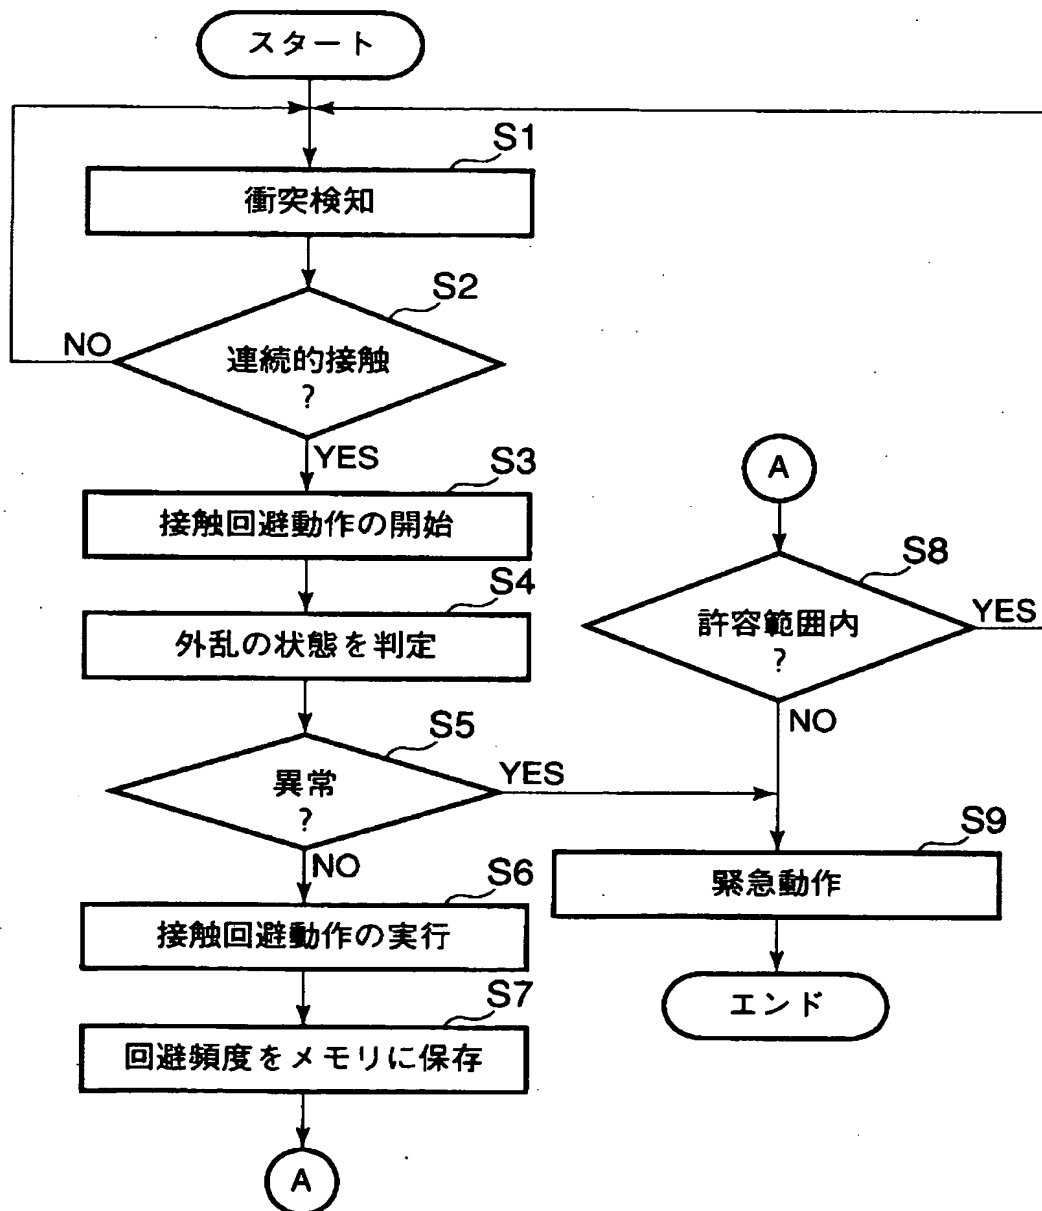 スタート
S1
衝突検知
S2
連続的接触
?
NO
YES
S3
接触回避動作の開始
S4
外乱の状態を判定
S5
異常
?
YES
NO
S6
接触回避動作の実行
S7
回避頻度をメモリに保存
A
A
S8
許容範囲内
?
YES
NO
S9
緊急動作
エンド